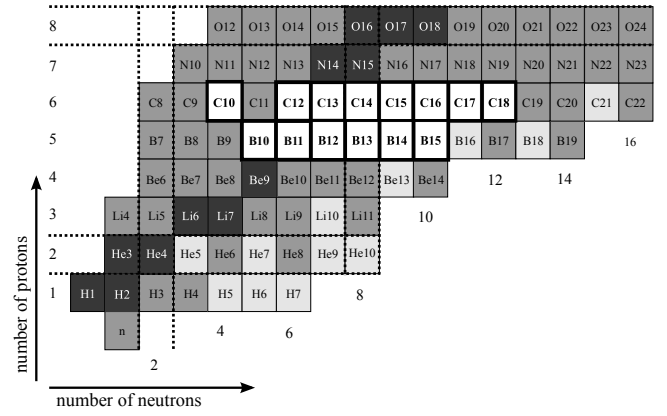 8 O12 O13 O14 O15 O16 O17 O18 O19 O20 O21 O22 O23 O24
7 N10 N11 N12 N13 N14 N15 N16 N17 N18 N19 N20 N21 N22 N23
6 C8 C9 C10 C11 C12 C13 C14 C15 C16 C17 C18 C19 C20 C21 C22
5 B7 B8 B9 B10 B11 B12 B13 B14 B15 B16 B17 B18 B19 16
4 Be6 Be7 Be8 Be9 Be10 Be11 Be12 Be13 Be14 12 14
3 Li4 Li5 Li6 Li7 Li8 Li9 Li10 Li11 10
2 He3 He4 He5 He6 He7 He8 He9 He10
1 H1 H2 H3 H4 H5 H6 H7 8
n 4 6
2
number of protons
number of neutrons